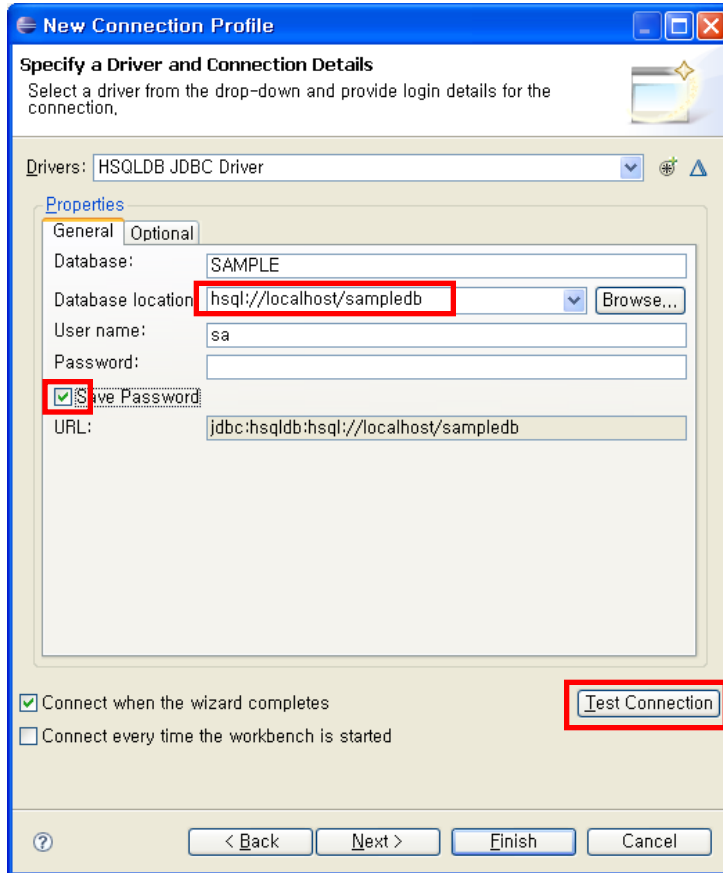 New Connection Profile
Specify a Driver and Connection Details
Select a driver from the drop-down and provide login details for the
connection,
Drivers: HSQLDB JDBC Driver
Properties
General Optional
Database: SAMPLE
Database location hsql://localhost/sampledb Browse...
User name: sa
Password:
Save Password
URL: jdbc:hsqldb:hsql://localhost/sampledb
Connect when the wizard completes Test Connection
Connect every time the workbench is started
? < Back Next > Finish Cancel